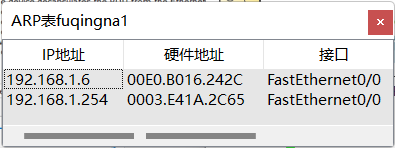 ARP表fuqingna1
IP地址 硬件地址 接口
192.168.1.6 00E0.B016.242C FastEthernet0/0
192.168.1.254 0003.E41A.2C65 FastEthernet0/0